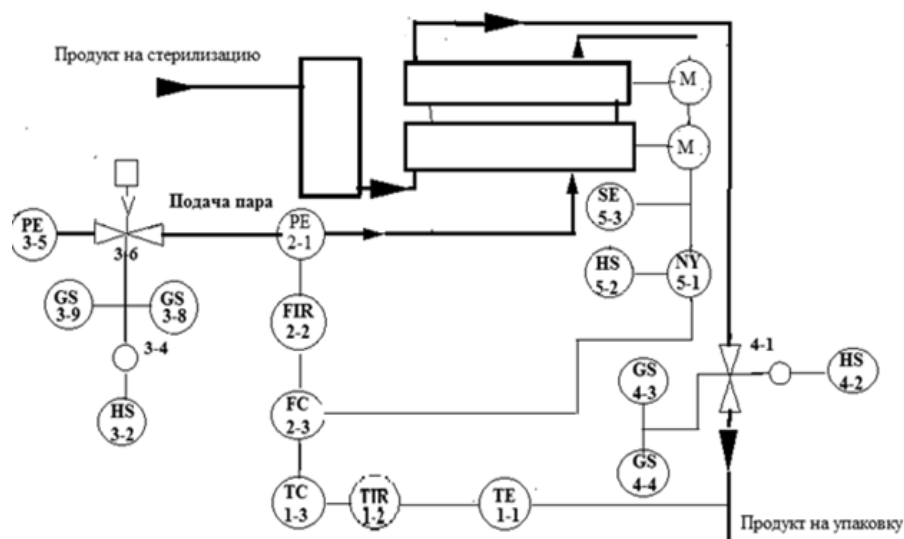 Продукт на стерилизацию
M
M
Подача пара
PE
3-5
3-6
PE
2-1
SE
5-3
HS
5-2
NY
5-1
GS
3-9
GS
3-8
FIR
2-2
3-4
4-1
HS
3-2
GS
4-3
HS
4-2
FC
2-3
GS
4-4
TC
1-3
TIR
1-2
TE
1-1
Продукт на упаковку